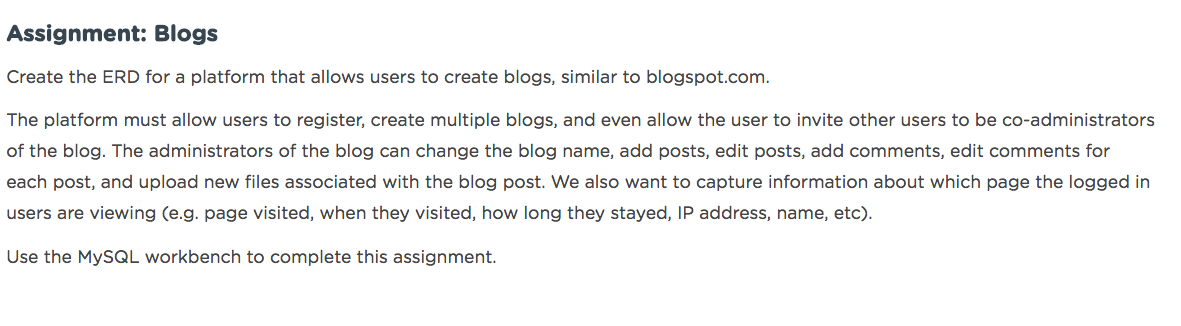 Assignment: Blogs
Create the ERD for a platform that allows users to create blogs, similar to blogspot.com.
The platform must allow users to register, create multiple blogs, and even allow the user to invite other users to be co-administrators
of the blog. The administrators of the blog can change the blog name, add posts, edit posts, add comments, edit comments for
each post, and upload new files associated with the blog post. We also want to capture information about which page the logged in
users are viewing (e.g. page visited, when they visited, how long they stayed, IP address, name, etc).
Use the MySQL workbench to complete this assignment.